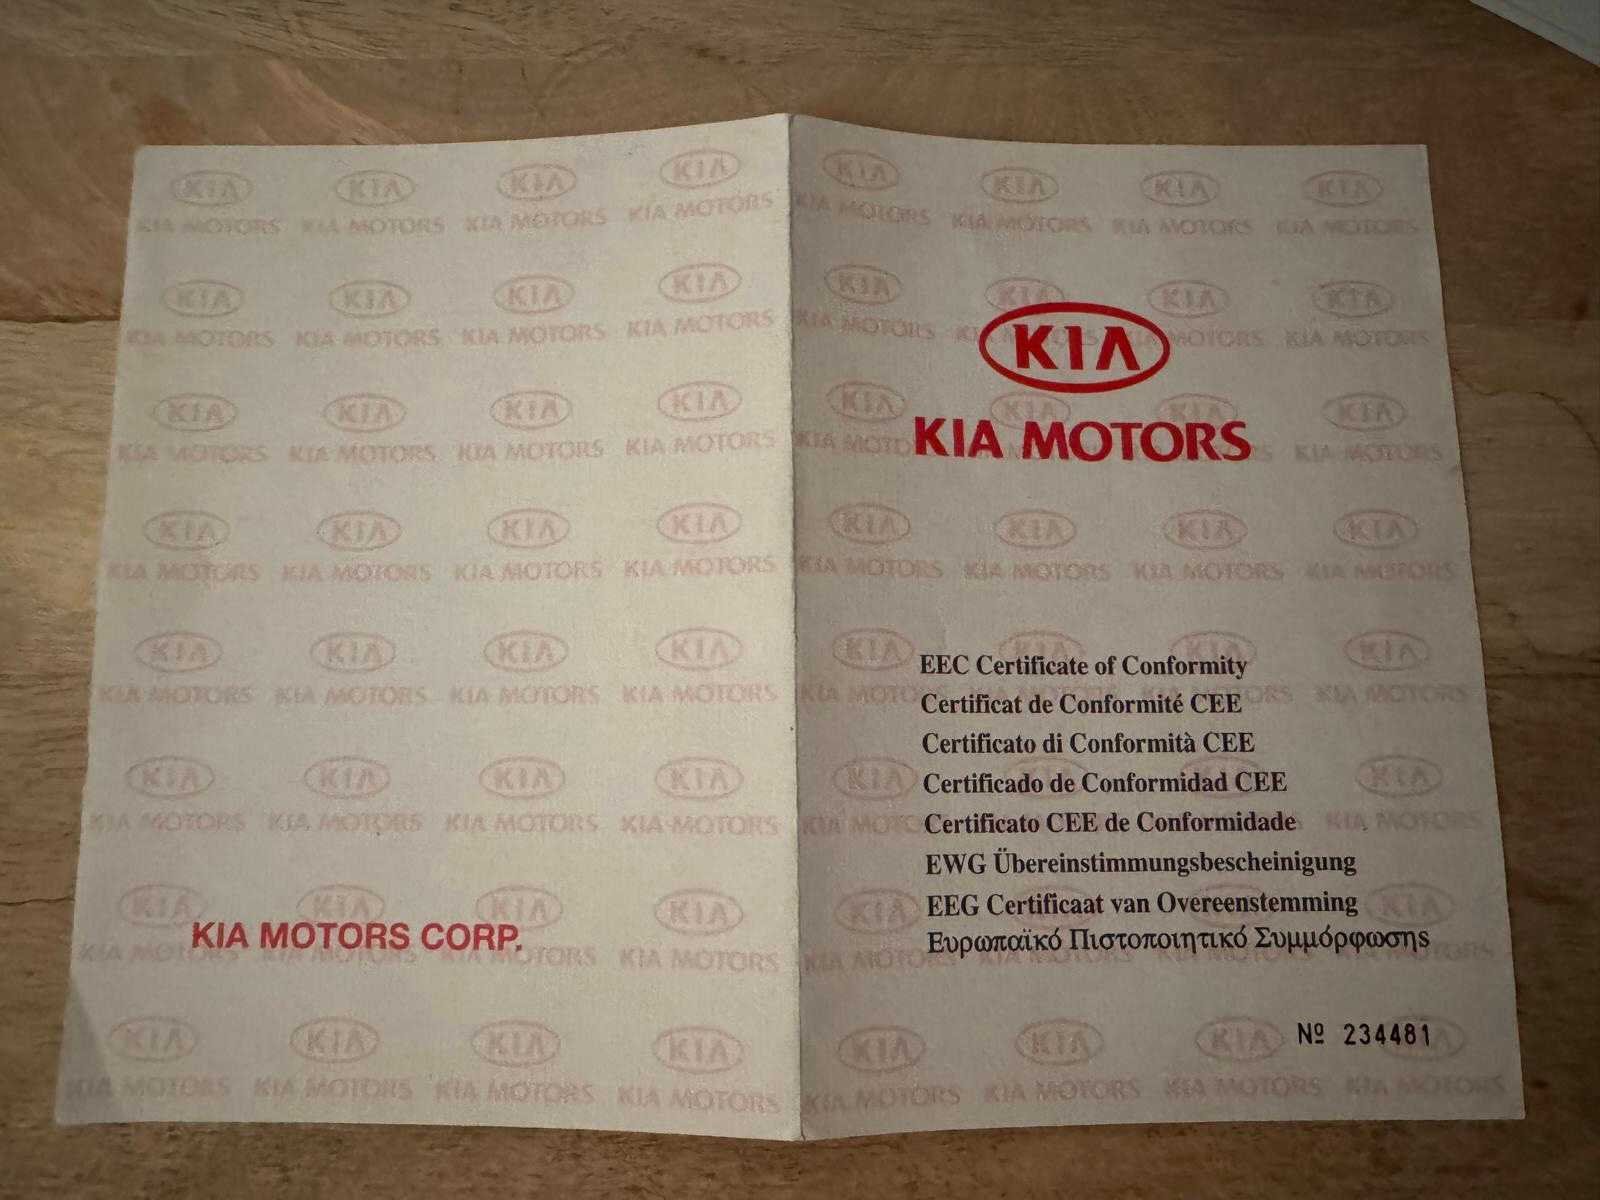 KIA
KIA MOTORS
EEC Certificate of Conformity
Certificat de Conformité CEE
Certificato di Conformità CEE
Certificado de Conformidad CEE
Certificato CEE de Conformidade
EWG Übereinstimmungsbescheinigung
EEG Certificaat van Overeenstemming
Ευρωπαϊκό Πιστοποιητικό Συμμόρφωσης
Nº 234481
KIA MOTORS CORP.